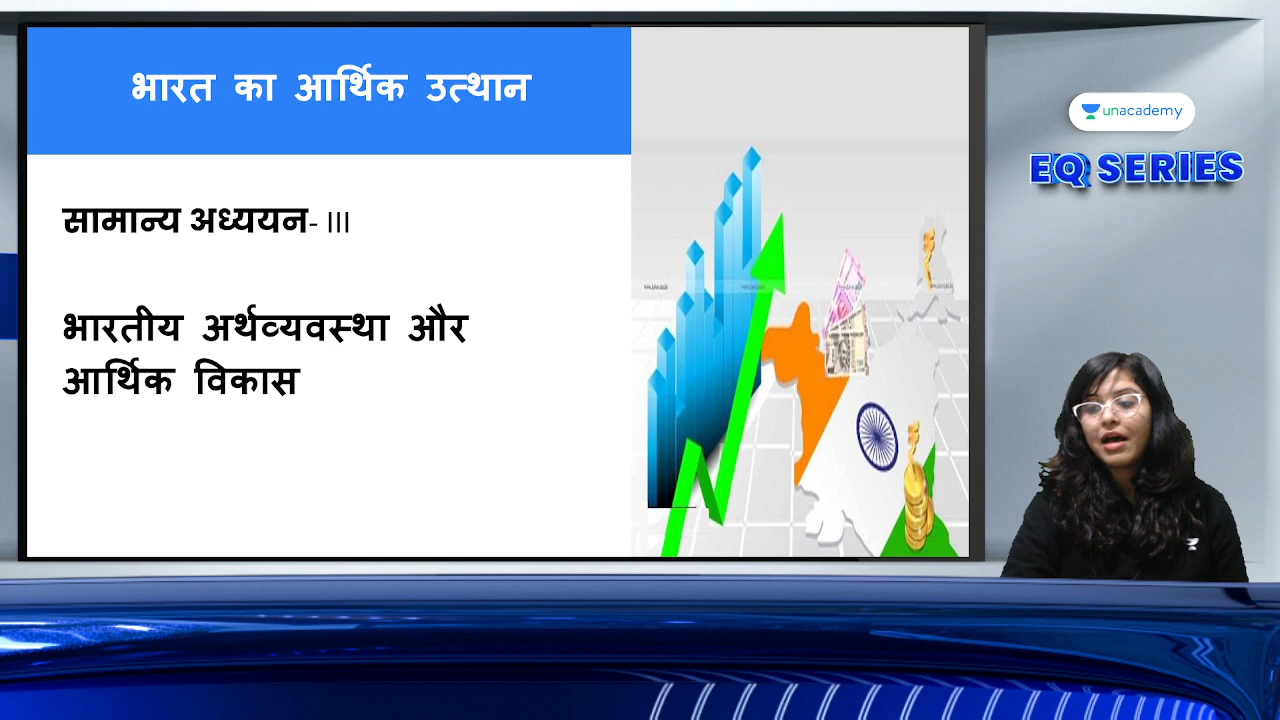 भारत का आर्थिक उत्थान
सामान्य अध्ययन- III
भारतीय अर्थव्यवस्था और
आर्थिक विकास
unacademy
EQ SERIES